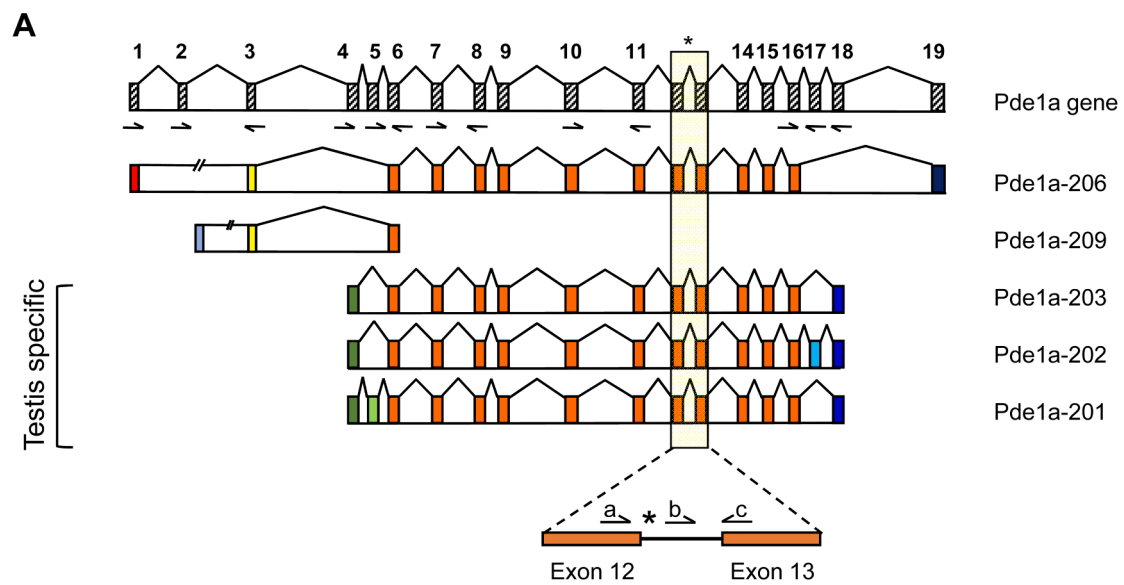 A
*
1 2 3 4 5 6 7 8 9 10 11 14 15 16 17 18 19
Pde1a gene
Pde1a-206
Pde1a-209
Testis specific
Pde1a-203
Pde1a-202
Pde1a-201
a * b c
Exon 12 Exon 13